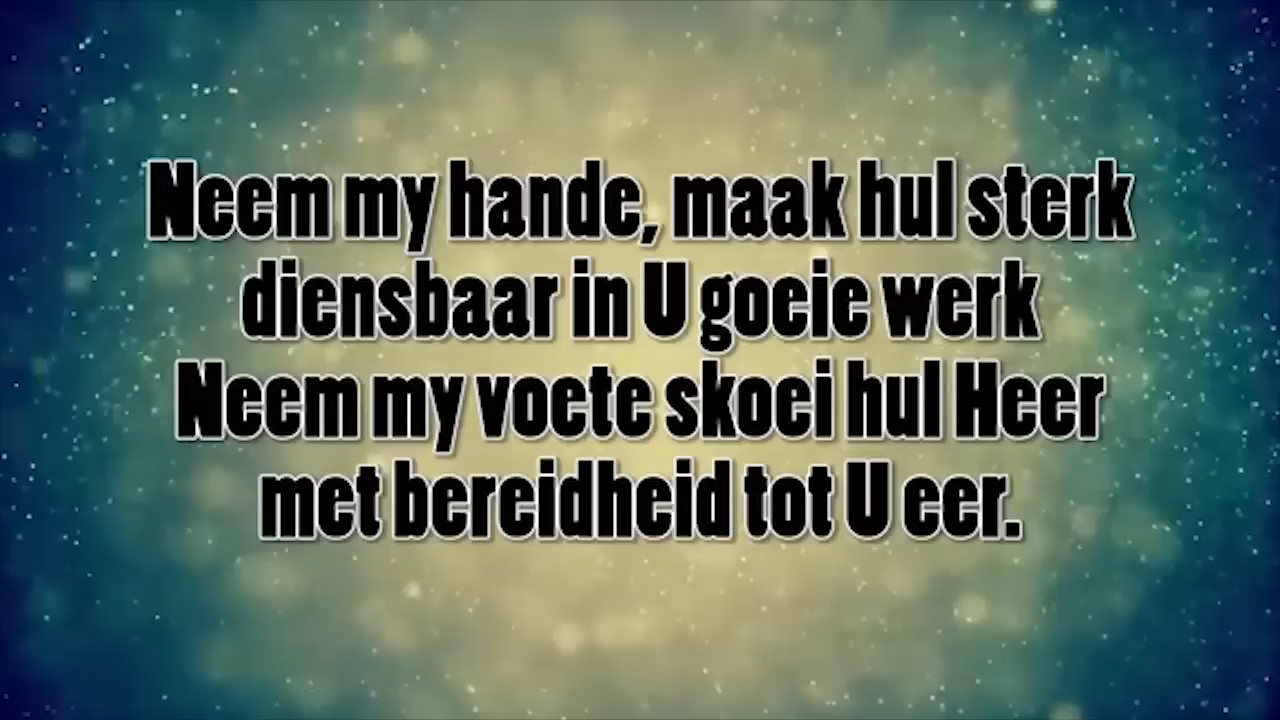 Neem my hande, maak hul sterk
diensbaar in U goeie werk
Neem my voete skoei hul Heer
met bereidheid tot U eer.